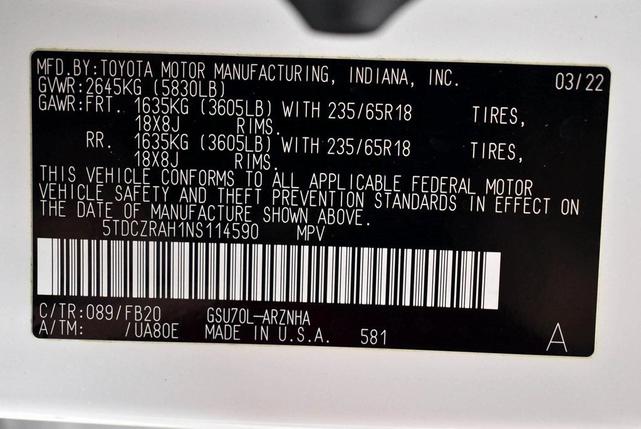 MFD.BY:TOYOTA MOTOR MANUFACTURING, INDIANA, INC. 03/22
GVWR:2645KG (5830LB)
GAWR:FRT. 1635KG (3605LB) WITH 235/65R18 TIRES,
18X8J RIMS.
RR. 1635KG (3605LB) WITH 235/65R18 TIRES,
18X8J RIMS.
THIS VEHICLE CONFORMS TO ALL APPLICABLE FEDERAL MOTOR
VEHICLE SAFETY AND THEFT PREVENTION STANDARDS IN EFFECT ON
THE DATE OF MANUFACTURE SHOWN ABOVE.
5TDCZRAH1NS114590 MPV
C/TR:089/FB20 GSU70L-ARZNHA
A/TM: /UA80E MADE IN U.S.A. 581 A